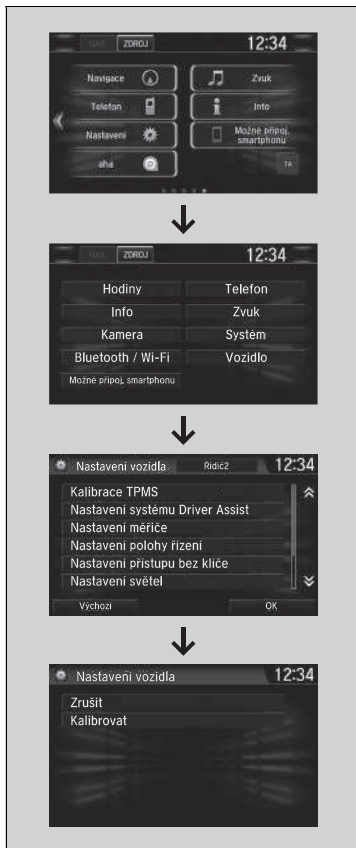 NAB. ZDROJ 12:34
Navigace Zvuk
Telefon Info
Nastavení Možné připoj. smartphonu
aha TA
ZDROJ 12:34
Hodiny Telefon
Info Zvuk
Kamera Systém
Bluetooth / Wi-Fi Vozidlo
Možné připoj. smartphonu
Nastavení vozidla Řidič2 12:34
Kalibrace TPMS
Nastavení systému Driver Assist
Nastavení měřiče
Nastavení polohy řízení
Nastavení přístupu bez klíče
Nastavení světel
Výchozí OK
Nastavení vozidla 12:34
Zrušit
Kalibrovat